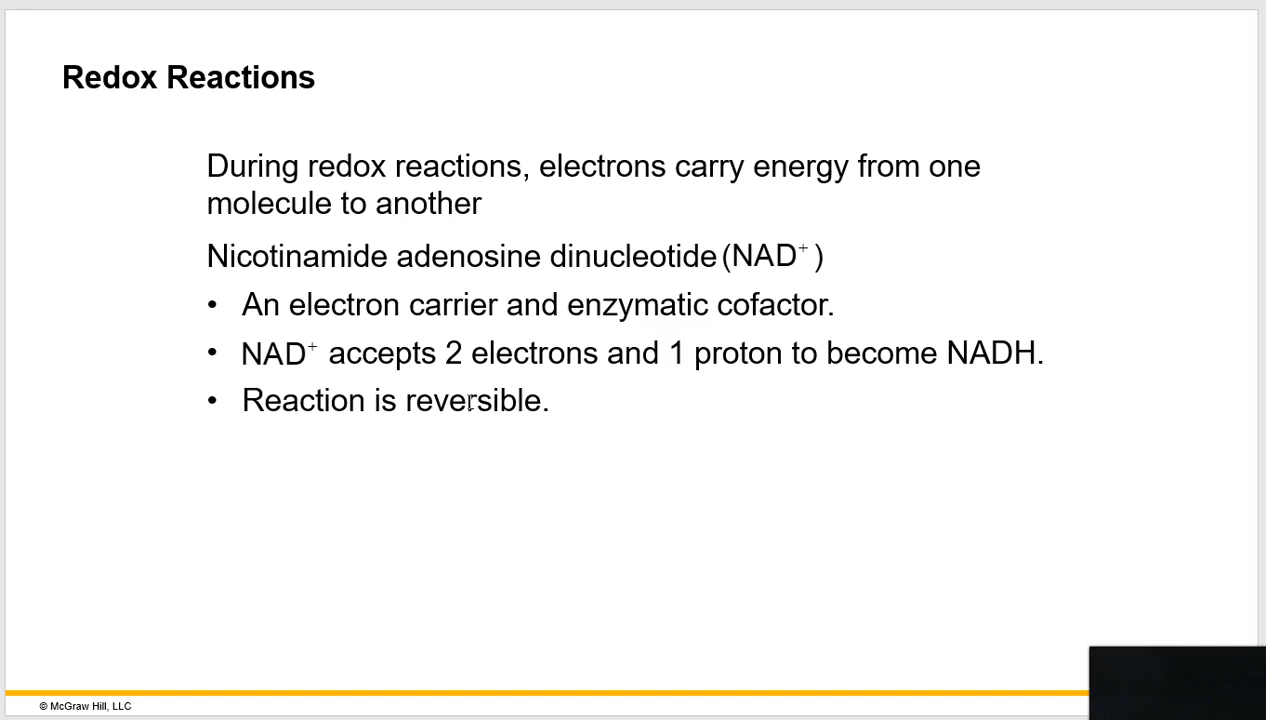 Redox Reactions
During redox reactions, electrons carry energy from one
molecule to another
Nicotinamide adenosine dinucleotide (NAD⁺)
• An electron carrier and enzymatic cofactor.
• NAD⁺ accepts 2 electrons and 1 proton to become NADH.
• Reaction is reversible.
© McGraw Hill, LLC